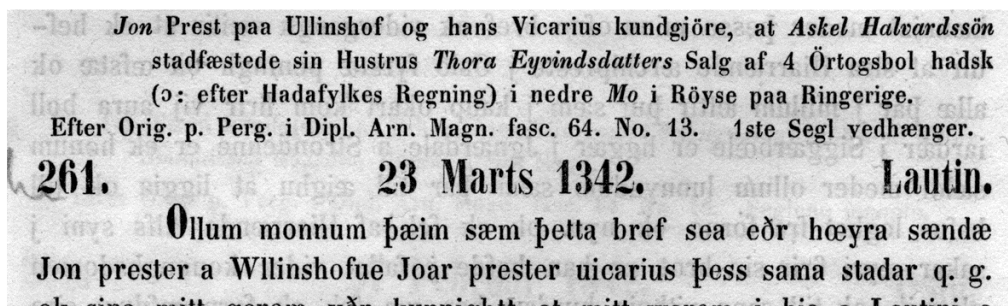 Jon Prest paa Ullinshof og hans Vicarius kundgjöre, at Askel Halvardssön
stadfæstede sin Hustrus Thora Eyvindsdatters Salg af 4 Örtogsbol hadsk
(ɔ: efter Hadafylkes Regning) i nedre Mo i Röyse paa Ringerige.
Efter Orig. p. Perg. i Dipl. Arn. Magn. fasc. 64. No. 13. 1ste Segl vedhænger.
261. 23 Marts 1342. Lautin.
Ollum monnum þæim sæm þetta bref sea eðr hœyra sændæ
Jon prester a Wllinshofue Joar prester uicarius þess sama stadar q. g.